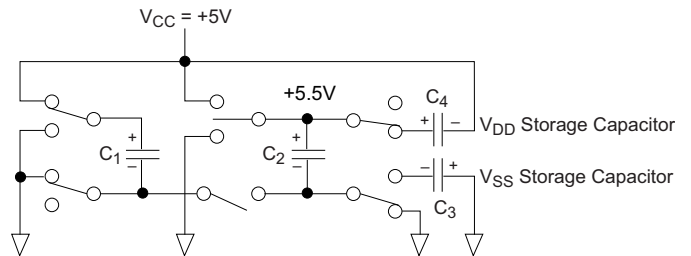 V_CC = +5V
+5.5V
C_4
+ −
V_DD Storage Capacitor
+
C_1
−
+
C_2
−
− +
V_SS Storage Capacitor
C_3